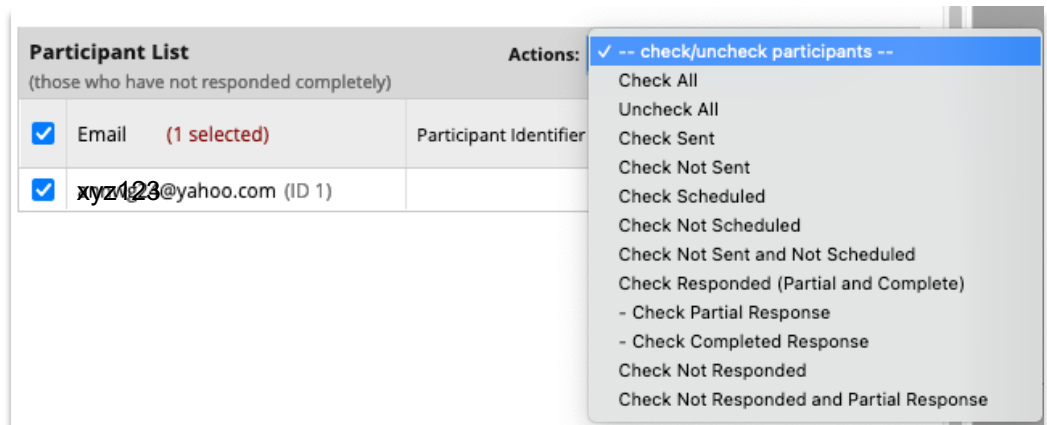 Participant List
(those who have not responded completely)
Actions:
✓ -- check/uncheck participants --
Check All
Uncheck All
Check Sent
Check Not Sent
Check Scheduled
Check Not Scheduled
Check Not Sent and Not Scheduled
Check Responded (Partial and Complete)
- Check Partial Response
- Check Completed Response
Check Not Responded
Check Not Responded and Partial Response
Email (1 selected)
Participant Identifier
xyz123@yahoo.com (ID 1)